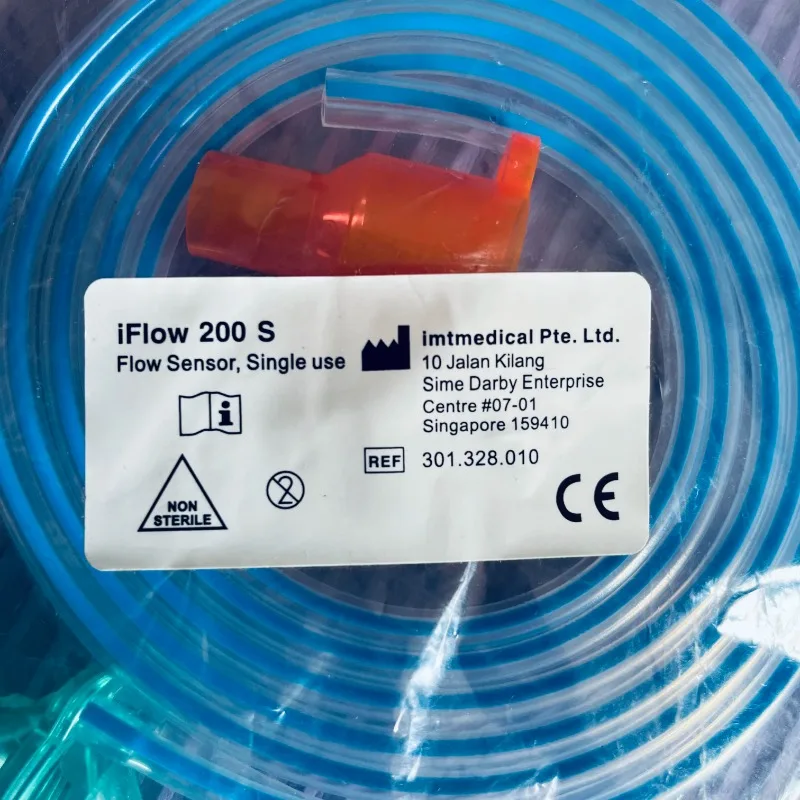 iFlow 200 S
Flow Sensor, Single use
i
NON
STERILE
2
imtmedical Pte. Ltd.
10 Jalan Kilang
Sime Darby Enterprise
Centre #07-01
Singapore 159410
REF 301.328.010
CE